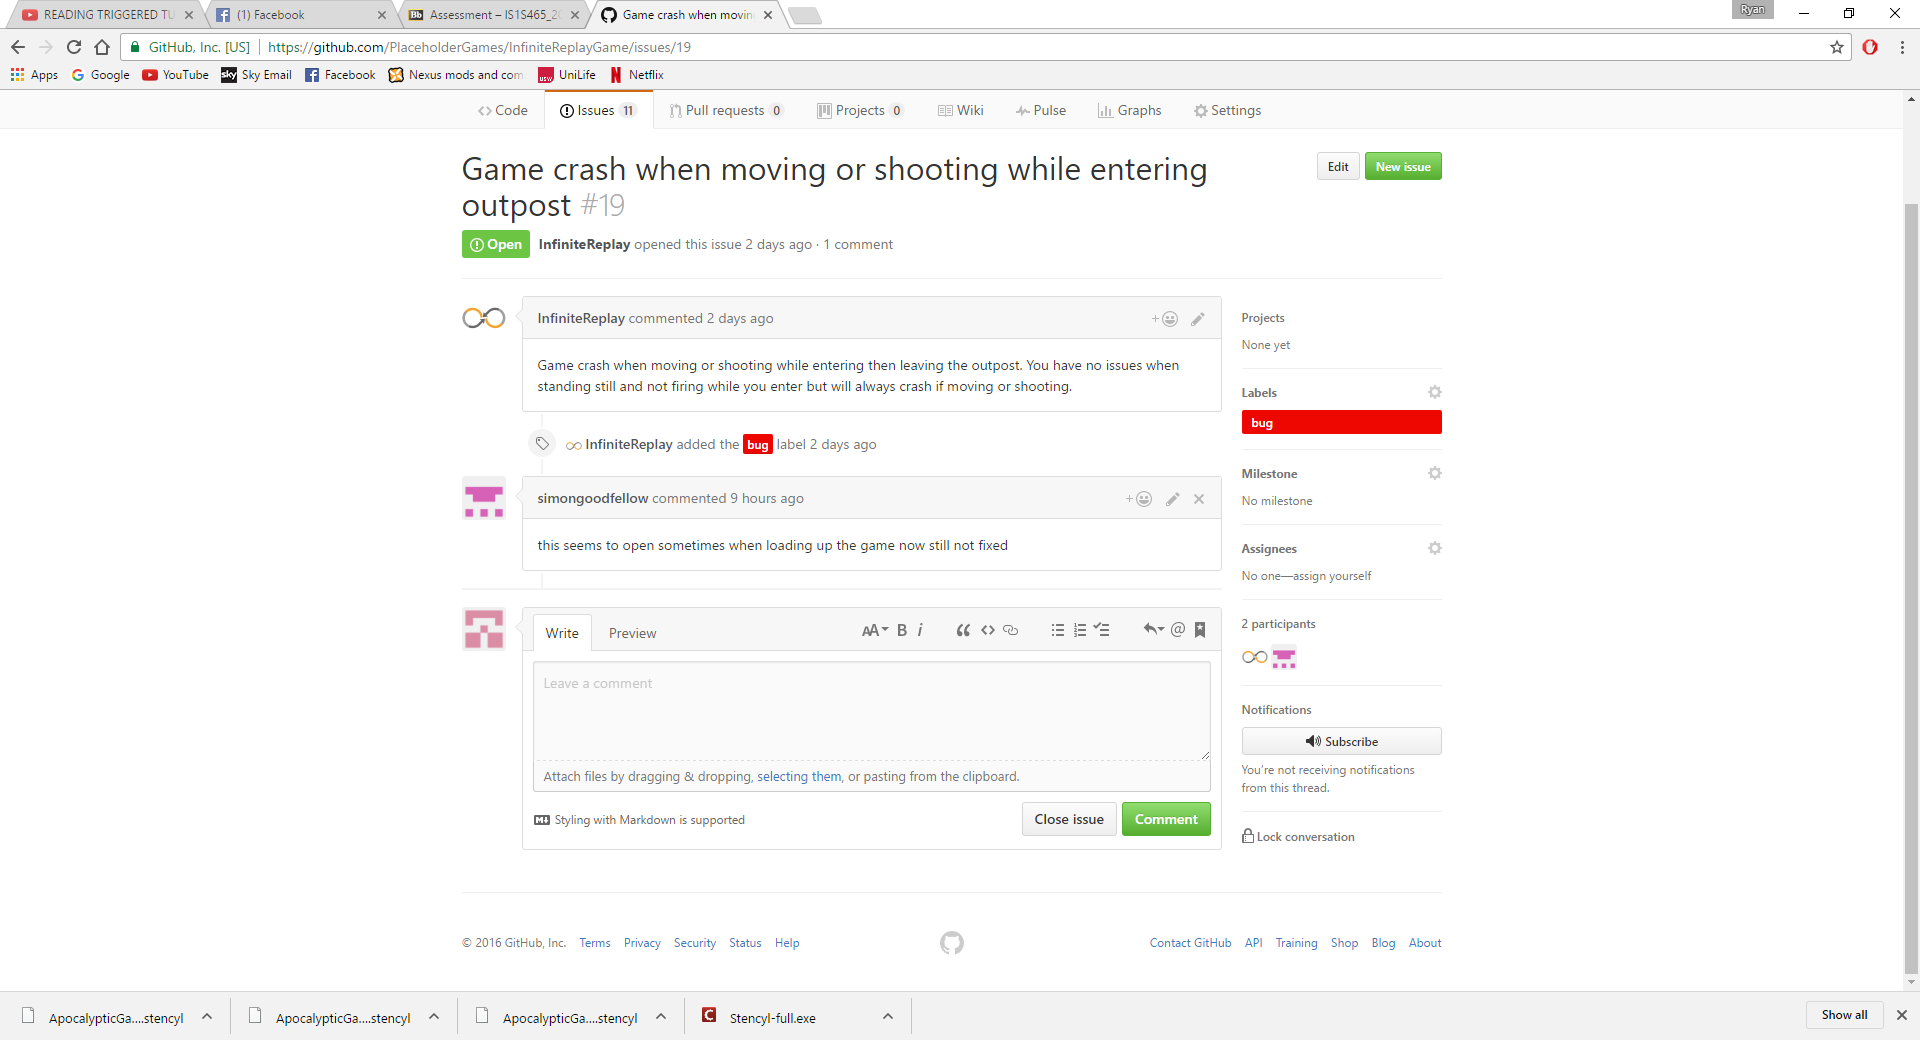 READING TRIGGERED TU
(1) Facebook
Assessment – IS1S465_20
Game crash when movin
Ryan
GitHub, Inc. [US]
https://github.com/PlaceholderGames/InfiniteReplayGame/issues/19
Apps
Google
YouTube
Sky Email
Facebook
Nexus mods and com
UniLife
Netflix
Code
Issues 11
Pull requests 0
Projects 0
Wiki
Pulse
Graphs
Settings
Game crash when moving or shooting while entering
outpost #19
Edit
New issue
Open
InfiniteReplay opened this issue 2 days ago · 1 comment
InfiniteReplay commented 2 days ago
Game crash when moving or shooting while entering then leaving the outpost. You have no issues when
standing still and not firing while you enter but will always crash if moving or shooting.
InfiniteReplay added the bug label 2 days ago
simongoodfellow commented 9 hours ago
this seems to open sometimes when loading up the game now still not fixed
Write
Preview
Leave a comment
Attach files by dragging & dropping, selecting them, or pasting from the clipboard.
Styling with Markdown is supported
Close issue
Comment
Projects
None yet
Labels
bug
Milestone
No milestone
Assignees
No one—assign yourself
2 participants
Notifications
Subscribe
You're not receiving notifications
from this thread.
Lock conversation
© 2016 GitHub, Inc.
Terms
Privacy
Security
Status
Help
Contact GitHub
API
Training
Shop
Blog
About
ApocalypticGa....stencyl
ApocalypticGa....stencyl
ApocalypticGa....stencyl
Stencyl-full.exe
Show all